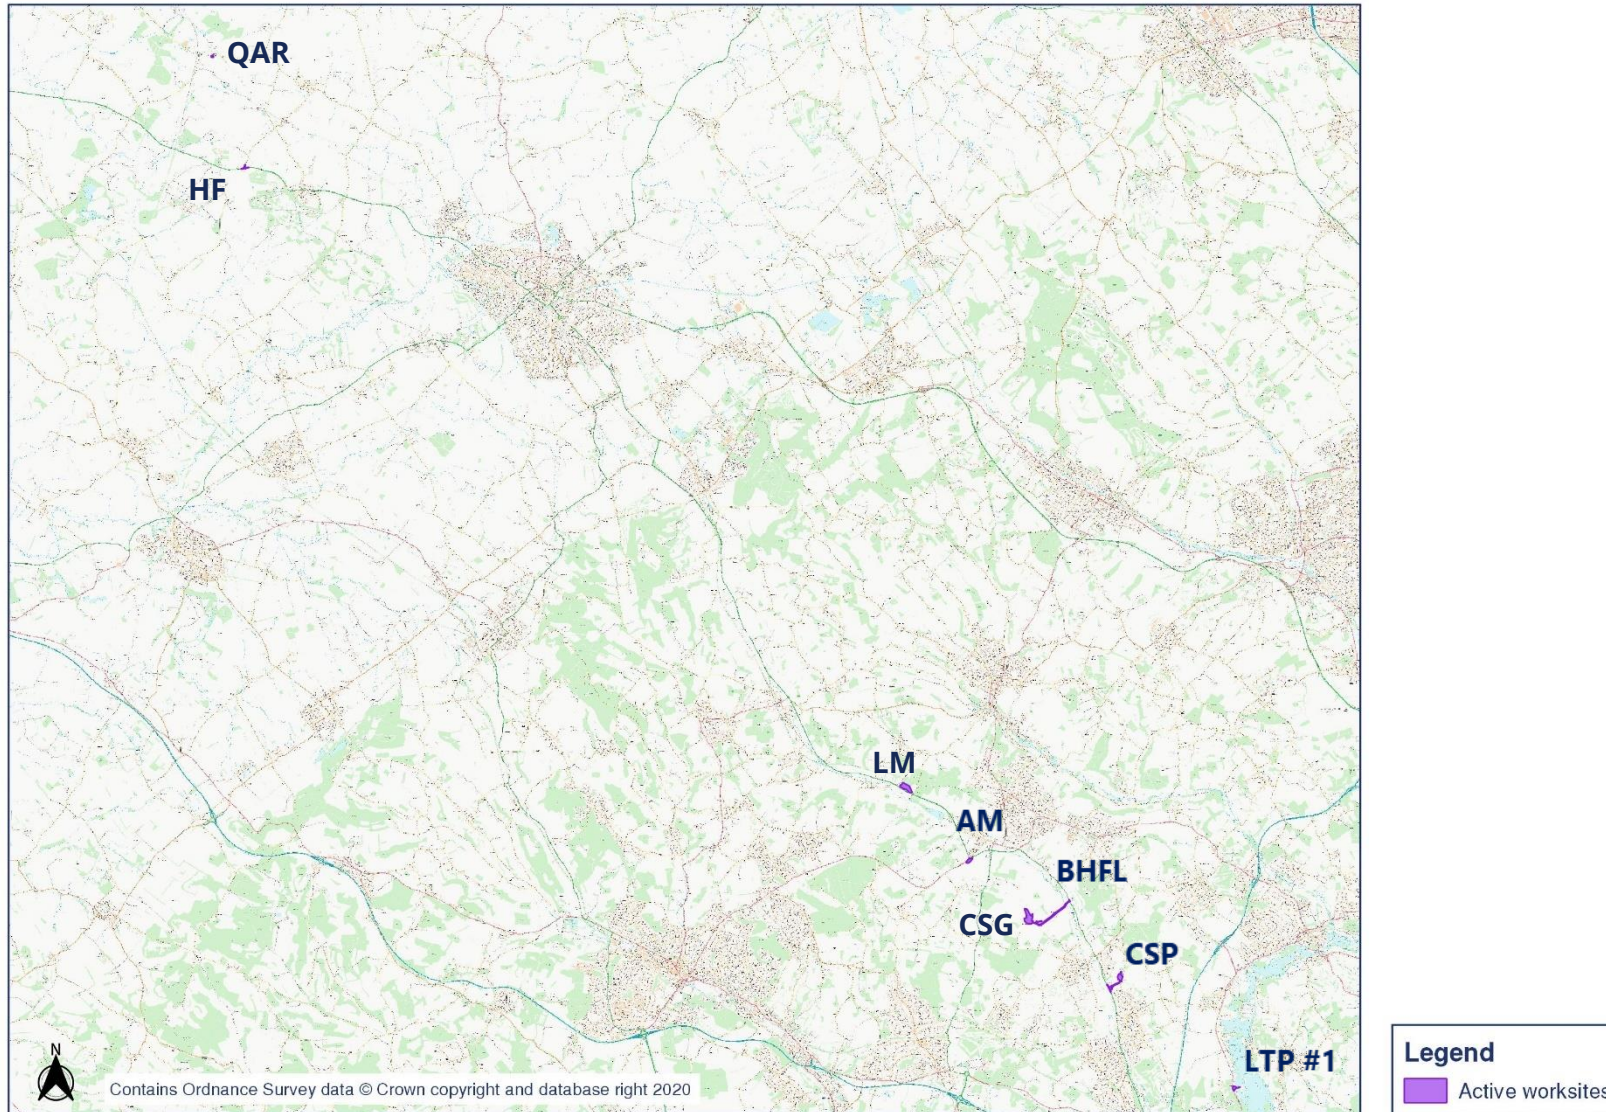 QAR
HF
LM
AM
BHFL
CSG
CSP
LTP #1
N
Contains Ordnance Survey data © Crown copyright and database right 2020
Legend
Active worksites